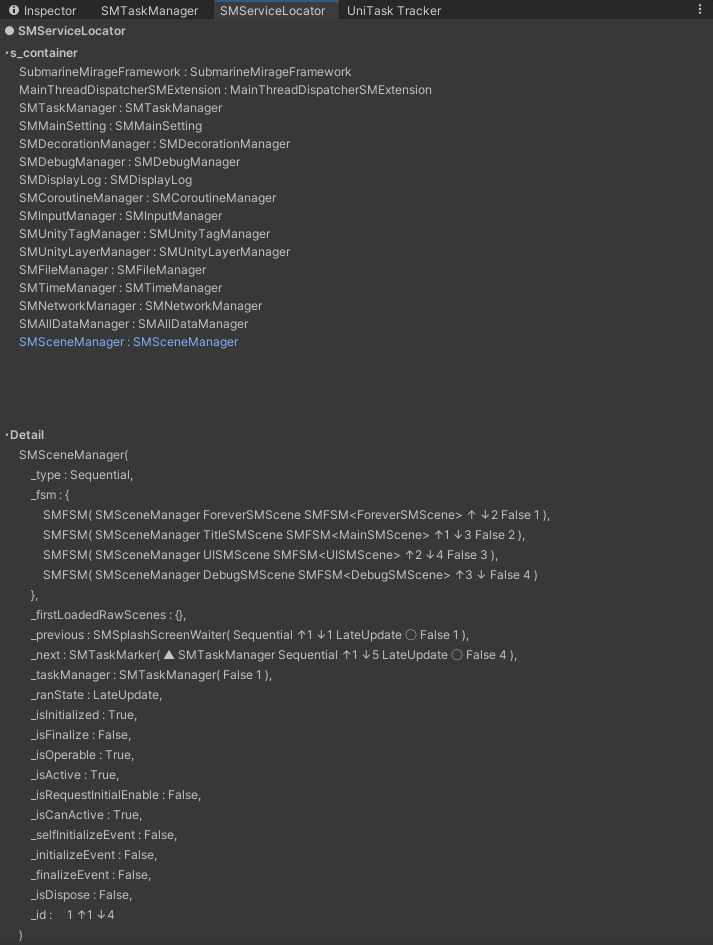 Inspector SMTaskManager SMServiceLocator UniTask Tracker
● SMServiceLocator
・s_container
SubmarineMirageFramework : SubmarineMirageFramework
MainThreadDispatcherSMExtension : MainThreadDispatcherSMExtension
SMTaskManager : SMTaskManager
SMMainSetting : SMMainSetting
SMDecorationManager : SMDecorationManager
SMDebugManager : SMDebugManager
SMDisplayLog : SMDisplayLog
SMCoroutineManager : SMCoroutineManager
SMInputManager : SMInputManager
SMUnityTagManager : SMUnityTagManager
SMUnityLayerManager : SMUnityLayerManager
SMFileManager : SMFileManager
SMTimeManager : SMTimeManager
SMNetworkManager : SMNetworkManager
SMAllDataManager : SMAllDataManager
SMSceneManager : SMSceneManager
・Detail
SMSceneManager(
_type : Sequential,
_fsm : {
SMFSM( SMSceneManager ForeverSMScene SMFSM<ForeverSMScene> ↑ ↓2 False 1 ),
SMFSM( SMSceneManager TitleSMScene SMFSM<MainSMScene> ↑1 ↓3 False 2 ),
SMFSM( SMSceneManager UISMScene SMFSM<UISMScene> ↑2 ↓4 False 3 ),
SMFSM( SMSceneManager DebugSMScene SMFSM<DebugSMScene> ↑3 ↓ False 4 )
},
_firstLoadedRawScenes : {},
_previous : SMSplashScreenWaiter( Sequential ↑1 ↓1 LateUpdate ◯ False 1 ),
_next : SMTaskMarker( ▲ SMTaskManager Sequential ↑1 ↓5 LateUpdate ◯ False 4 ),
_taskManager : SMTaskManager( False 1 ),
_ranState : LateUpdate,
_isInitialized : True,
_isFinalize : False,
_isOperable : True,
_isActive : True,
_isRequestInitialEnable : False,
_isCanActive : True,
_selfInitializeEvent : False,
_initializeEvent : False,
_finalizeEvent : False,
_isDispose : False,
_id : 1 ↑1 ↓4
)